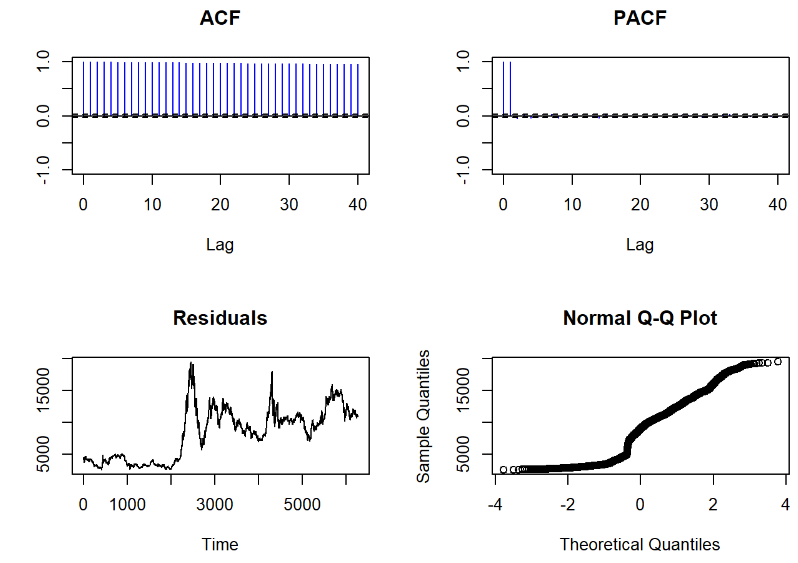 ACF
PACF
1.0
0.0
-1.0
0 10 20 30 40
Lag
1.0
0.0
-1.0
0 10 20 30 40
Lag
Residuals
Normal Q-Q Plot
15000
5000
0 1000 3000 5000
Time
Sample Quantiles
15000
5000
-4 -2 0 2 4
Theoretical Quantiles